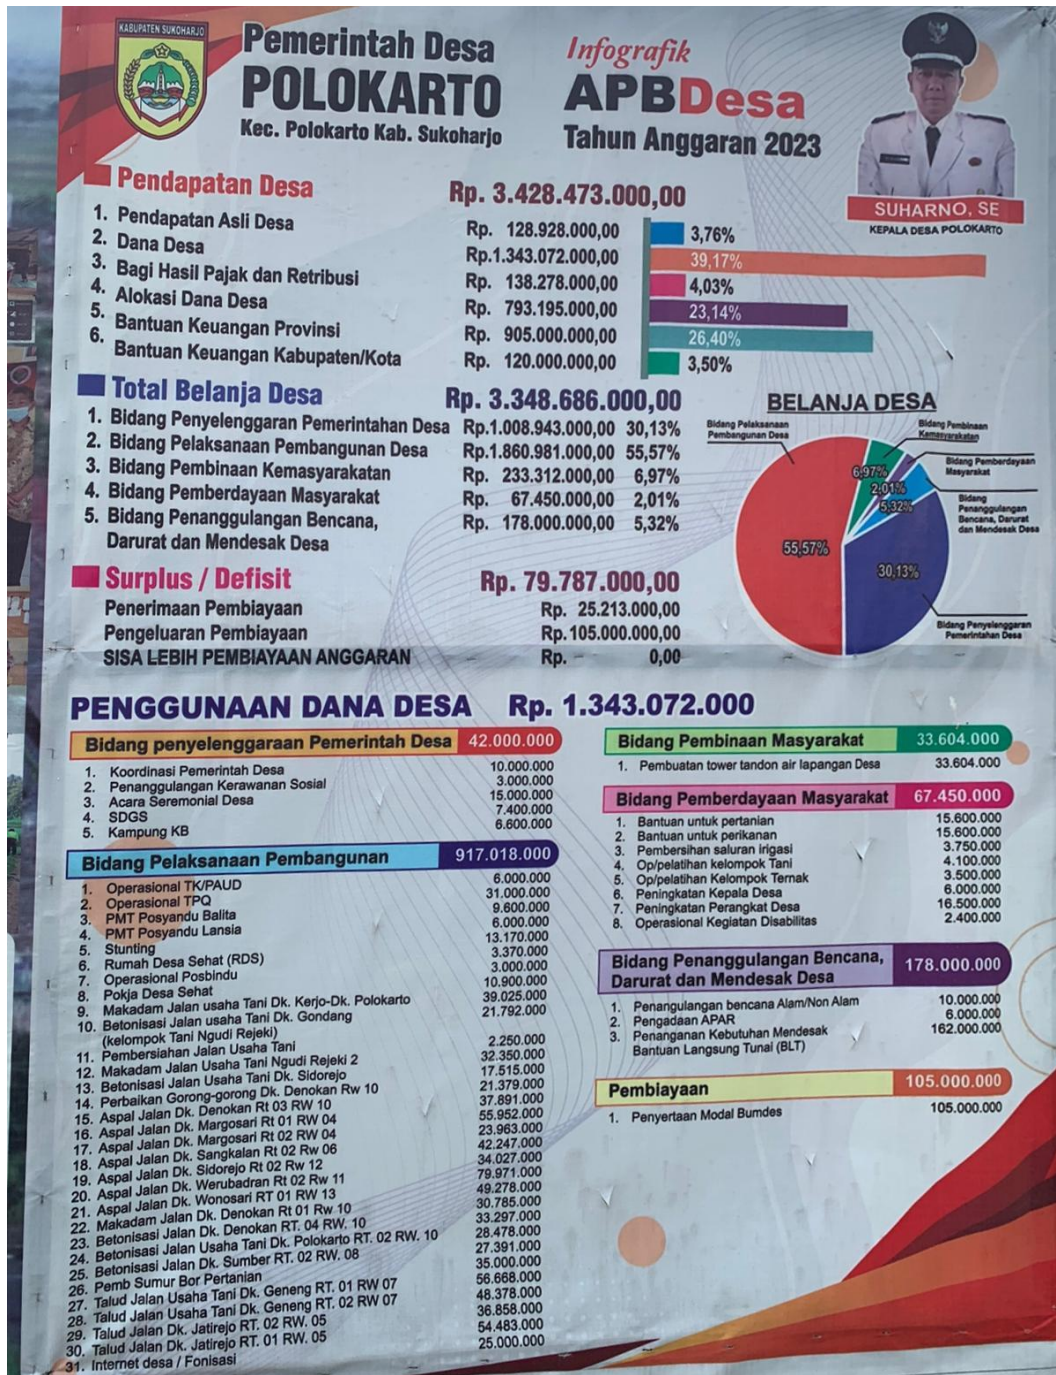 KABUPATEN SUKOHARJO
Pemerintah Desa
POLOKARTO
Kec. Polokarto Kab. Sukoharjo
Infografik
APBDesa
Tahun Anggaran 2023
SUHARNO, SE
KEPALA DESA POLOKARTO
Pendapatan Desa Rp. 3.428.473.000,00
1. Pendapatan Asli Desa Rp. 128.928.000,00 3,76%
2. Dana Desa Rp.1.343.072.000,00 39,17%
3. Bagi Hasil Pajak dan Retribusi Rp. 138.278.000,00 4,03%
4. Alokasi Dana Desa Rp. 793.195.000,00 23,14%
5. Bantuan Keuangan Provinsi Rp. 905.000.000,00 26,40%
6. Bantuan Keuangan Kabupaten/Kota Rp. 120.000.000,00 3,50%
Total Belanja Desa Rp. 3.348.686.000,00
1. Bidang Penyelenggaran Pemerintahan Desa Rp.1.008.943.000,00 30,13%
2. Bidang Pelaksanaan Pembangunan Desa Rp.1.860.981.000,00 55,57%
3. Bidang Pembinaan Kemasyarakatan Rp. 233.312.000,00 6,97%
4. Bidang Pemberdayaan Masyarakat Rp. 67.450.000,00 2,01%
5. Bidang Penanggulangan Bencana, Rp. 178.000.000,00 5,32%
Darurat dan Mendesak Desa
BELANJA DESA
Bidang Pelaksanaan
Pembangunan Desa
Bidang Pembinaan
Kemasyarakatan
Bidang Pemberdayaan
Masyarakat
Bidang
Penanggulangan
Bencana, Darurat
dan Mendesak Desa
Bidang Penyelenggaran
Pemerintahan Desa
6,97%
2,01%
5,32%
55,57%
30,13%
Surplus / Defisit Rp. 79.787.000,00
Penerimaan Pembiayaan Rp. 25.213.000,00
Pengeluaran Pembiayaan Rp. 105.000.000,00
SISA LEBIH PEMBIAYAAN ANGGARAN Rp. 0,00
PENGGUNAAN DANA DESA Rp. 1.343.072.000
Bidang penyelenggaraan Pemerintah Desa 42.000.000
1. Koordinasi Pemerintah Desa 10.000.000
2. Penanggulangan Kerawanan Sosial 3.000.000
3. Acara Seremonial Desa 15.000.000
4. SDGS 7.400.000
5. Kampung KB 6.600.000
Bidang Pelaksanaan Pembangunan 917.018.000
1. Operasional TK/PAUD 6.000.000
2. Operasional TPQ 31.000.000
3. PMT Posyandu Balita 9.600.000
4. PMT Posyandu Lansia 6.000.000
5. Stunting 13.170.000
6. Rumah Desa Sehat (RDS) 3.370.000
7. Operasional Posbindu 3.000.000
8. Pokja Desa Sehat 10.900.000
9. Makadam Jalan usaha Tani Dk. Kerjo-Dk. Polokarto 39.025.000
10. Betonisasi Jalan usaha Tani Dk. Gondang 21.792.000
(kelompok Tani Ngudi Rejeki)
11. Pembersiahan Jalan Usaha Tani 2.250.000
12. Makadam Jalan Usaha Tani Ngudi Rejeki 2 32.350.000
13. Betonisasi Jalan Usaha Tani Dk. Sidorejo 17.515.000
14. Perbaikan Gorong-gorong Dk. Denokan Rw 10 21.379.000
15. Aspal Jalan Dk. Denokan Rt 03 RW 10 37.891.000
16. Aspal Jalan Dk. Margosari Rt 01 RW 04 55.952.000
17. Aspal Jalan Dk. Margosari Rt 02 RW 04 23.963.000
18. Aspal Jalan Dk. Sangkalan Rt 02 Rw 06 42.247.000
19. Aspal Jalan Dk. Sidorejo Rt 02 Rw 12 34.027.000
20. Aspal Jalan Dk. Werubadran Rt 02 Rw 11 79.971.000
21. Aspal Jalan Dk. Wonosari RT 01 RW 13 49.278.000
22. Makadam Jalan Dk. Denokan Rt 01 Rw 10 30.785.000
23. Betonisasi Jalan Dk. Denokan RT. 04 RW. 10 33.297.000
24. Betonisasi Jalan Usaha Tani Dk. Polokarto RT. 02 RW. 10 28.478.000
25. Betonisasi Jalan Dk. Sumber RT. 02 RW. 08 27.391.000
26. Pemb Sumur Bor Pertanian 35.000.000
27. Talud Jalan Usaha Tani Dk. Geneng RT. 01 RW 07 56.668.000
28. Talud Jalan Usaha Tani Dk. Geneng RT. 02 RW 07 48.378.000
29. Talud Jalan Dk. Jatirejo RT. 02 RW. 05 36.858.000
30. Talud Jalan Dk. Jatirejo RT. 01 RW. 05 54.483.000
31. Internet desa / Fonisasi 25.000.000
Bidang Pembinaan Masyarakat 33.604.000
1. Pembuatan tower tandon air lapangan Desa 33.604.000
Bidang Pemberdayaan Masyarakat 67.450.000
1. Bantuan untuk pertanian 15.600.000
2. Bantuan untuk perikanan 15.600.000
3. Pembersihan saluran irigasi 3.750.000
4. Op/pelatihan kelompok Tani 4.100.000
5. Op/pelatihan Kelompok Ternak 3.500.000
6. Peningkatan Kepala Desa 6.000.000
7. Peningkatan Perangkat Desa 16.500.000
8. Operasional Kegiatan Disabilitas 2.400.000
Bidang Penanggulangan Bencana, 178.000.000
Darurat dan Mendesak Desa
1. Penangulangan bencana Alam/Non Alam 10.000.000
2. Pengadaan APAR 6.000.000
3. Penanganan Kebutuhan Mendesak 162.000.000
Bantuan Langsung Tunai (BLT)
Pembiayaan 105.000.000
1. Penyertaan Modal Bumdes 105.000.000